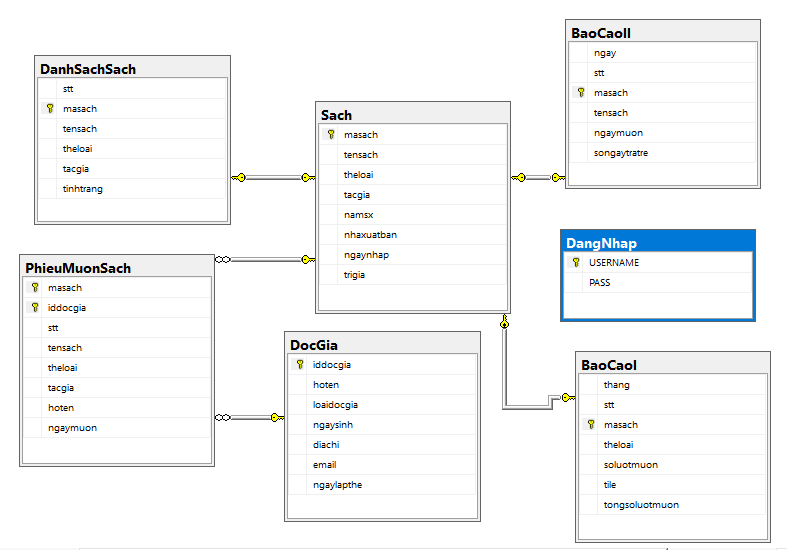 DanhSachSach
stt
masach
tensach
theloai
tacgia
tinhtrang
Sach
masach
tensach
theloai
tacgia
namsx
nhaxuatban
ngaynhap
trigia
BaoCaoII
ngay
stt
masach
tensach
ngaymuon
songaytratre
PhieuMuonSach
masach
iddocgia
stt
tensach
theloai
tacgia
hoten
ngaymuon
DocGia
iddocgia
hoten
loaidocgia
ngaysinh
diachi
email
ngaylapthe
DangNhap
USERNAME
PASS
BaoCaoI
thang
stt
masach
theloai
soluotmuon
tile
tongsoluotmuon